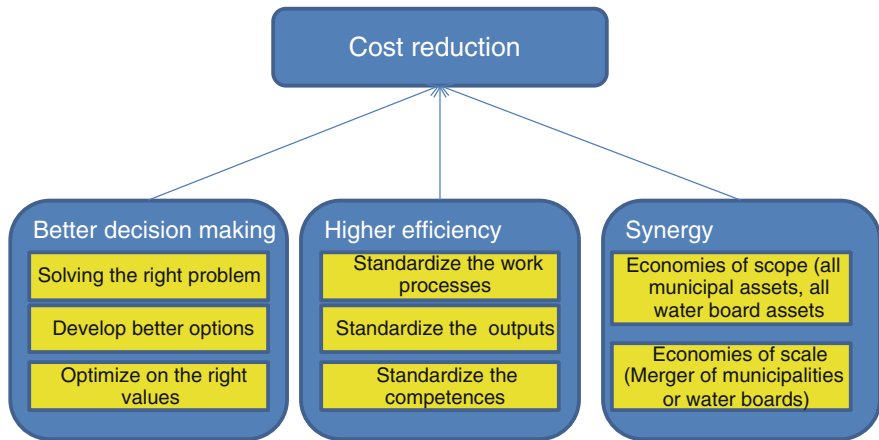 Cost reduction
Better decision making
Solving the right problem
Develop better options
Optimize on the right
values
Higher efficiency
Standardize the work
processes
Standardize the outputs
Standardize the
competences
Synergy
Economies of scope (all
municipal assets, all
water board assets
Economies of scale
(Merger of municipalities
or water boards)